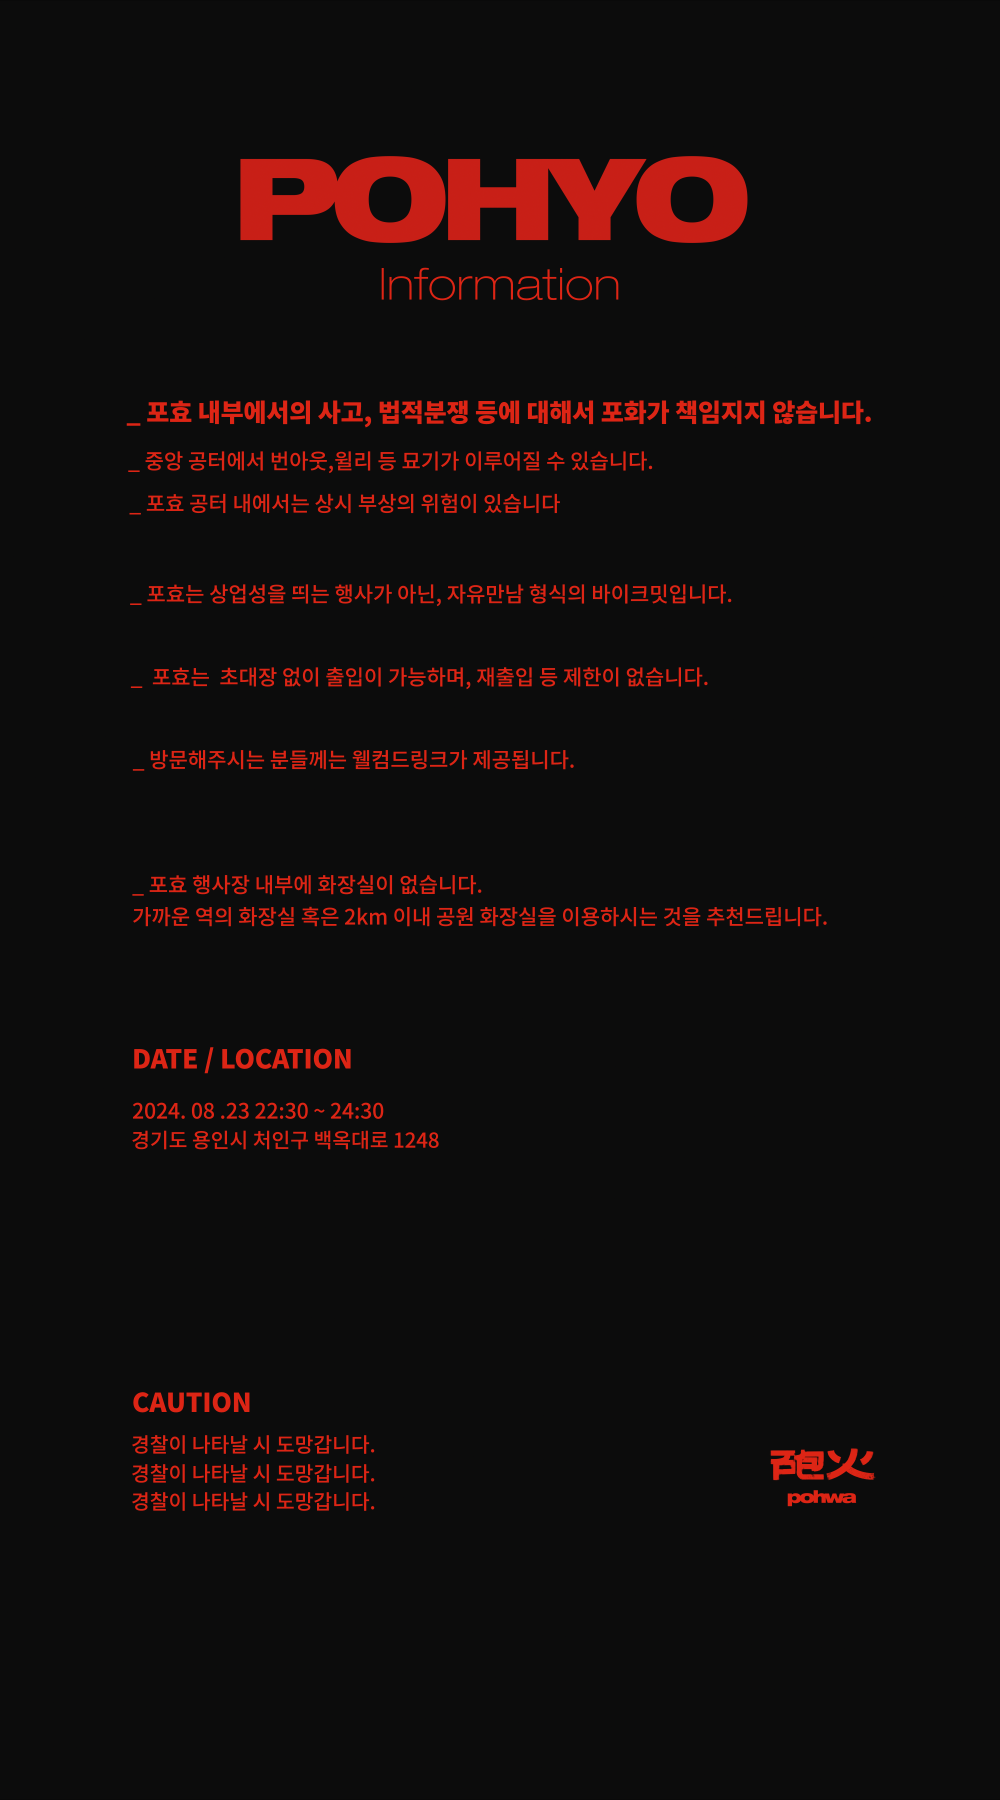 POHYO
Information
_ 포효 내부에서의 사고, 법적분쟁 등에 대해서 포화가 책임지지 않습니다.
_ 중앙 공터에서 번아웃,윌리 등 묘기가 이루어질 수 있습니다.
_ 포효 공터 내에서는 상시 부상의 위험이 있습니다
_ 포효는 상업성을 띄는 행사가 아닌, 자유만남 형식의 바이크밋입니다.
_ 포효는 초대장 없이 출입이 가능하며, 재출입 등 제한이 없습니다.
_ 방문해주시는 분들께는 웰컴드링크가 제공됩니다.
_ 포효 행사장 내부에 화장실이 없습니다.
가까운 역의 화장실 혹은 2km 이내 공원 화장실을 이용하시는 것을 추천드립니다.
DATE / LOCATION
2024. 08 .23 22:30 ~ 24:30
경기도 용인시 처인구 백옥대로 1248
CAUTION
경찰이 나타날 시 도망갑니다.
경찰이 나타날 시 도망갑니다.
경찰이 나타날 시 도망갑니다.
砲火
pohwa